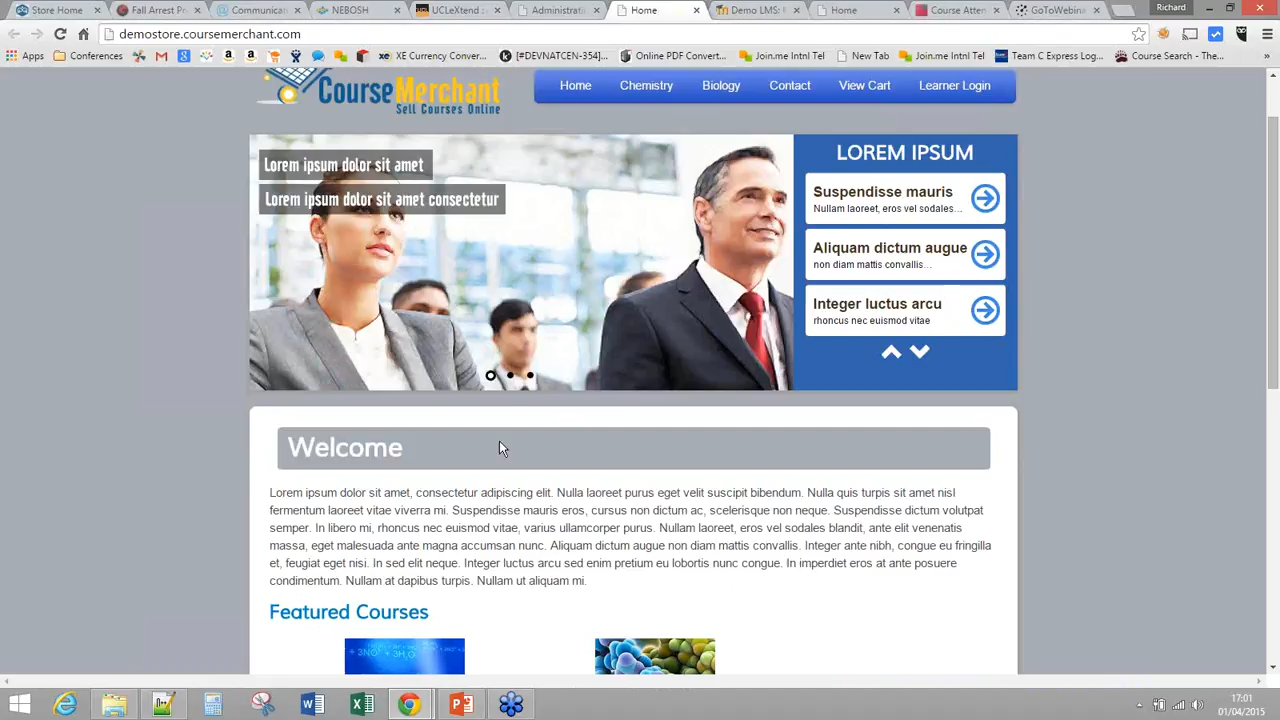 Store Home
Fall Arrest P
Communicat
NEBOSH
UCLeXtend :
Administrati
Home
Demo LMS: I
Home
Course Atten
GoToWebina
Richard
demostore.coursemerchant.com
Apps
Conferences
XE Currency Conver...
[#DEVNATCEN-354]...
Online PDF Convert...
Join.me Intnl Tel
New Tab
Join.me Intnl Tel
Team C Express Log...
Course Search - The...
CourseMerchant
Sell Courses Online
Home
Chemistry
Biology
Contact
View Cart
Learner Login
Lorem ipsum dolor sit amet
Lorem ipsum dolor sit amet consectetur
LOREM IPSUM
Suspendisse mauris
Nullam laoreet, eros vel sodales...
Aliquam dictum augue
non diam mattis convallis...
Integer luctus arcu
rhoncus nec euismod vitae
Welcome
Lorem ipsum dolor sit amet, consectetur adipiscing elit. Nulla laoreet purus eget velit suscipit bibendum. Nulla quis turpis sit amet nisl
fermentum laoreet vitae viverra mi. Suspendisse mauris eros, cursus non dictum ac, scelerisque non neque. Suspendisse dictum volutpat
semper. In libero mi, rhoncus nec euismod vitae, varius ullamcorper purus. Nullam laoreet, eros vel sodales blandit, ante elit venenatis
massa, eget malesuada ante magna accumsan nunc. Aliquam dictum augue non diam mattis convallis. Integer ante nibh, congue eu fringilla
et, feugiat eget nisi. In sed elit neque. Integer luctus arcu sed enim pretium eu lobortis nunc congue. In imperdiet eros at ante posuere
condimentum. Nullam at dapibus turpis. Nullam ut aliquam mi.
Featured Courses
17:01
01/04/2015